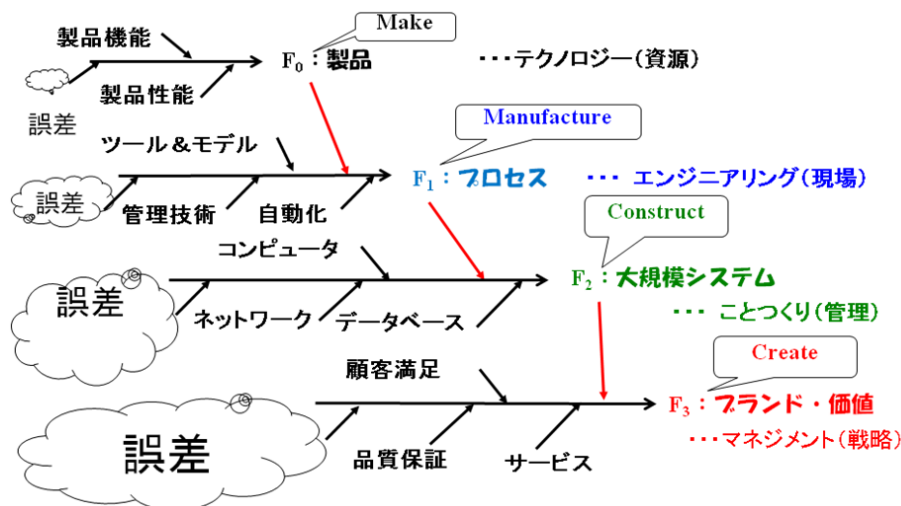 Make
製品機能
F0：製品
･･･テクノロジー(資源)
製品性能
誤差
Manufacture
ツール＆モデル
F1：プロセス
･･･ エンジニアリング(現場)
誤差
管理技術
自動化
Construct
コンピュータ
F2：大規模システム
誤差
ネットワーク
データベース
･･･ ことつくり(管理)
Create
顧客満足
F3：ブランド・価値
･･･マネジメント(戦略)
誤差
品質保証
サービス